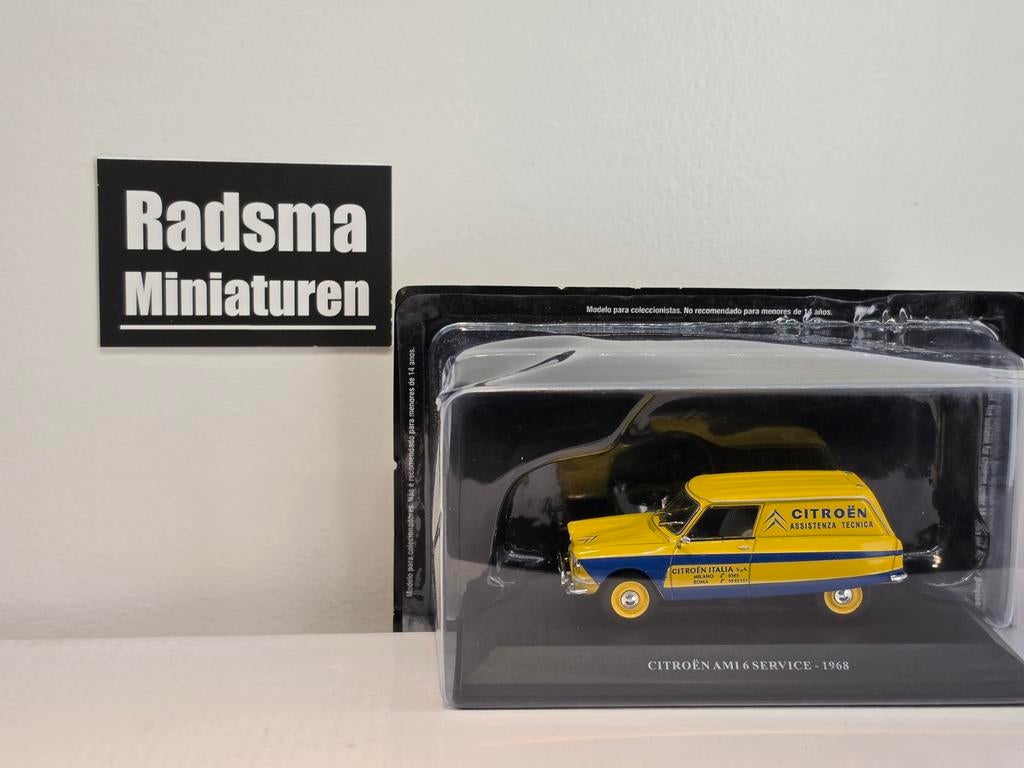 Radsma
Miniaturen
Modelo para coleccionistas. No recomendado para menores de 14 años.
Modelo para colecionadores. Não é recomendado para menores de 14 anos.
CITROËN
ASSISTENZA TECNICA
CITROËN ITALIA S.p.A.
MILANO
ROMA
CITROËN AMI 6 SERVICE - 1968